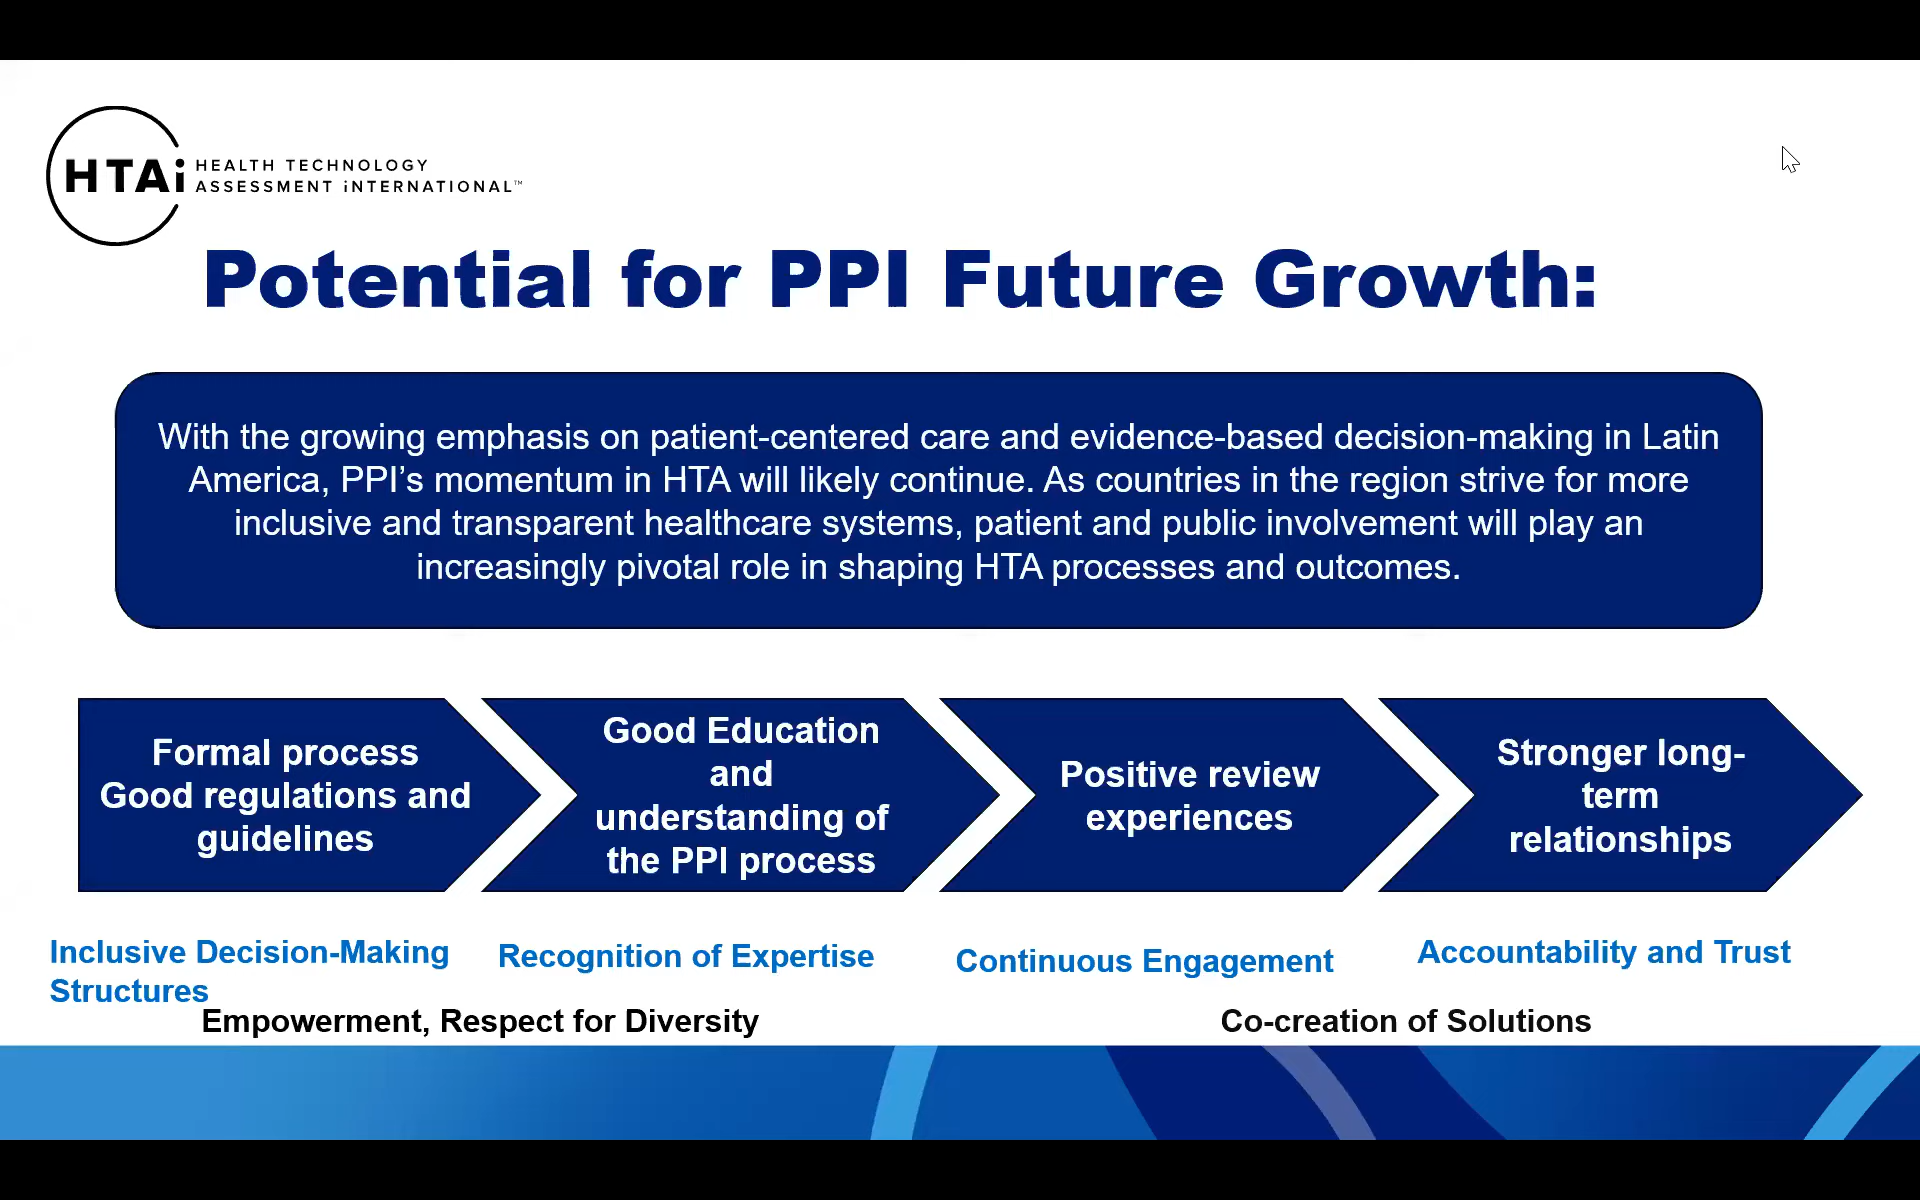 HTAi HEALTH TECHNOLOGY
ASSESSMENT iNTERNATIONAL™
Potential for PPI Future Growth:
With the growing emphasis on patient-centered care and evidence-based decision-making in Latin
America, PPI’s momentum in HTA will likely continue. As countries in the region strive for more
inclusive and transparent healthcare systems, patient and public involvement will play an
increasingly pivotal role in shaping HTA processes and outcomes.
Formal process
Good regulations and
guidelines
Good Education
and
understanding of
the PPI process
Positive review
experiences
Stronger long-
term
relationships
Inclusive Decision-Making
Structures
Recognition of Expertise
Continuous Engagement
Accountability and Trust
Empowerment, Respect for Diversity
Co-creation of Solutions